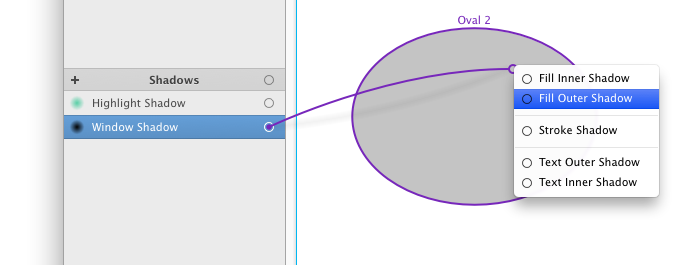 Oval 2
Shadows
Highlight Shadow
Window Shadow
Fill Inner Shadow
Fill Outer Shadow
Stroke Shadow
Text Outer Shadow
Text Inner Shadow